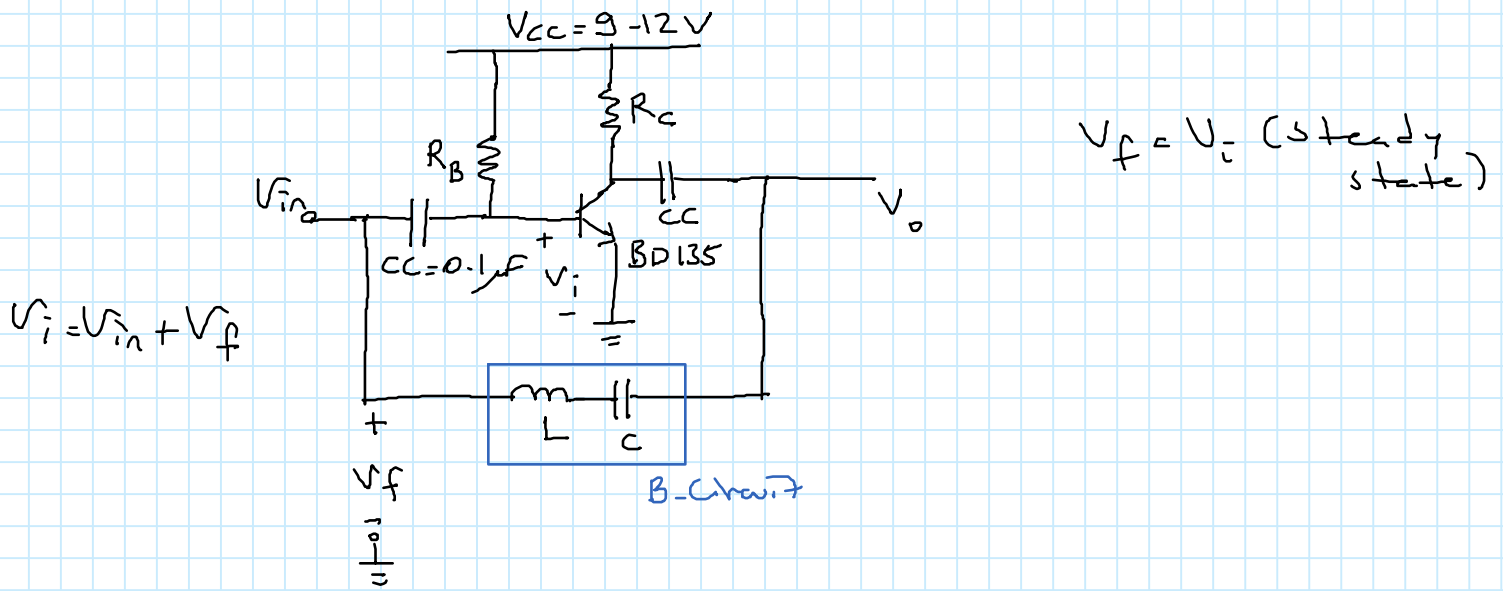 Vcc = 9-12V
Rc
RB
Vin
CC
Vo
BD135
CC=0.1μF
+
Vi
-
Vi = Vin + Vf
Vf = Vi (steady
state)
L
C
+
Vf
-
B-Circuit